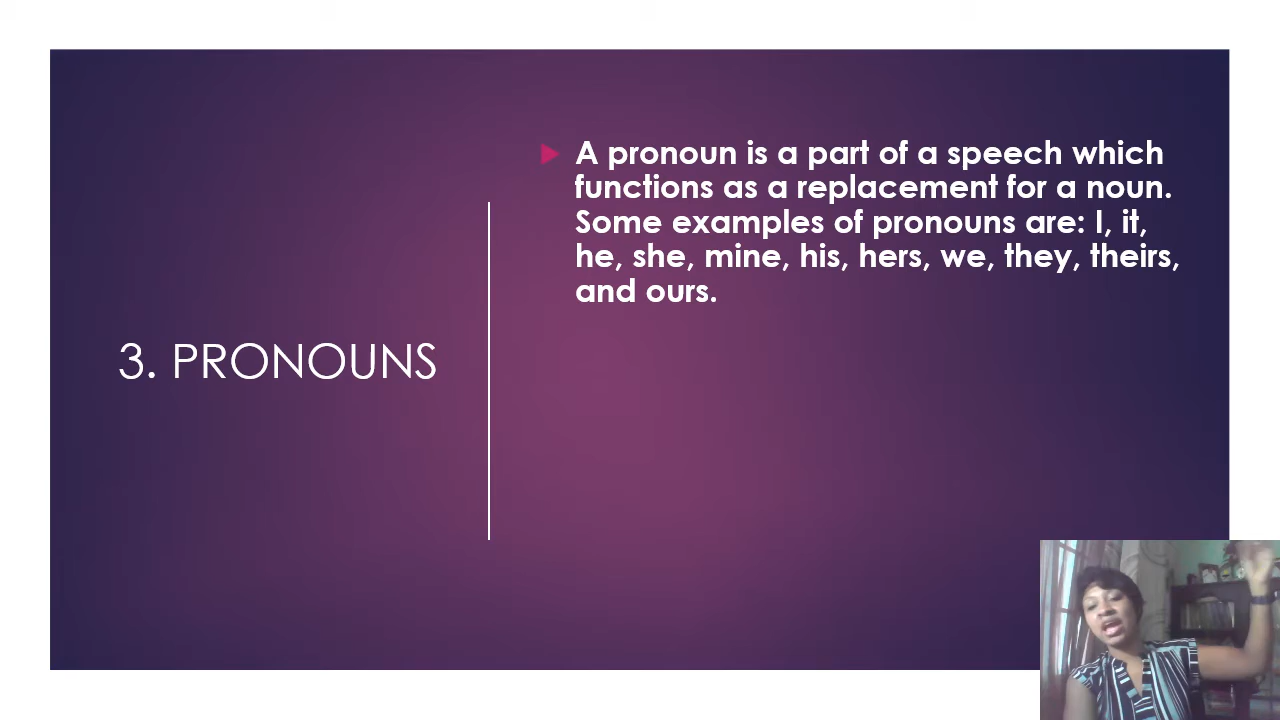 A pronoun is a part of a speech which
functions as a replacement for a noun.
Some examples of pronouns are: I, it,
he, she, mine, his, hers, we, they, theirs,
and ours.
3. PRONOUNS